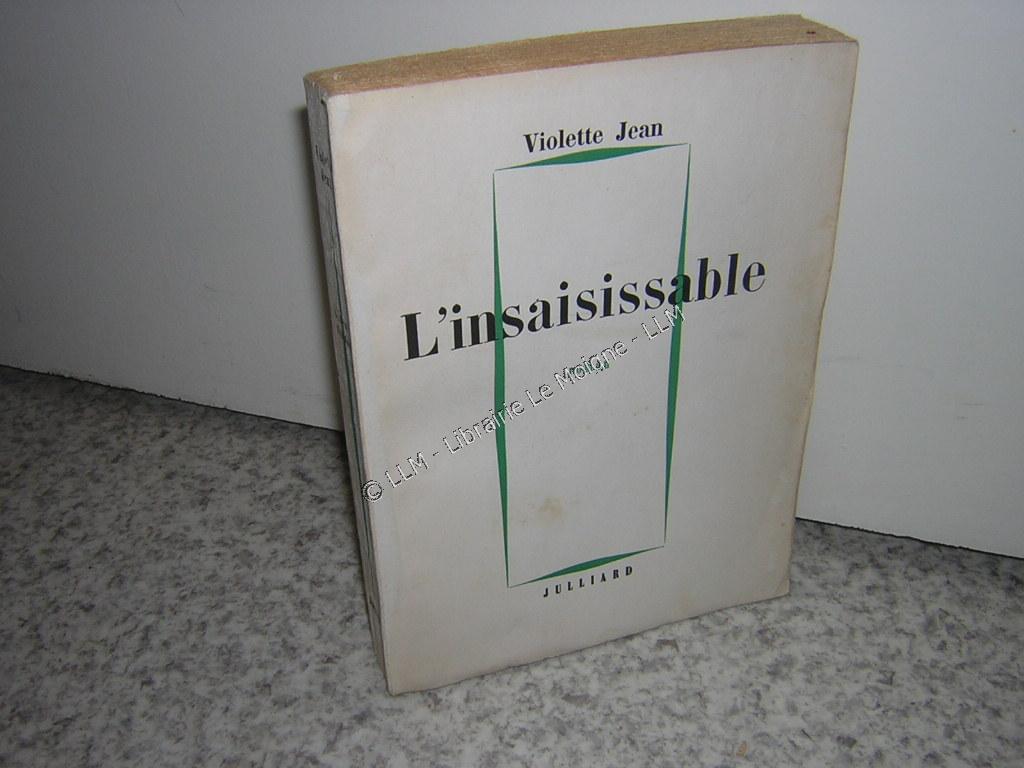 Violette Jean
L'insaisissable
© LLM - Librairie Le Moigne - LLM
JULLIARD